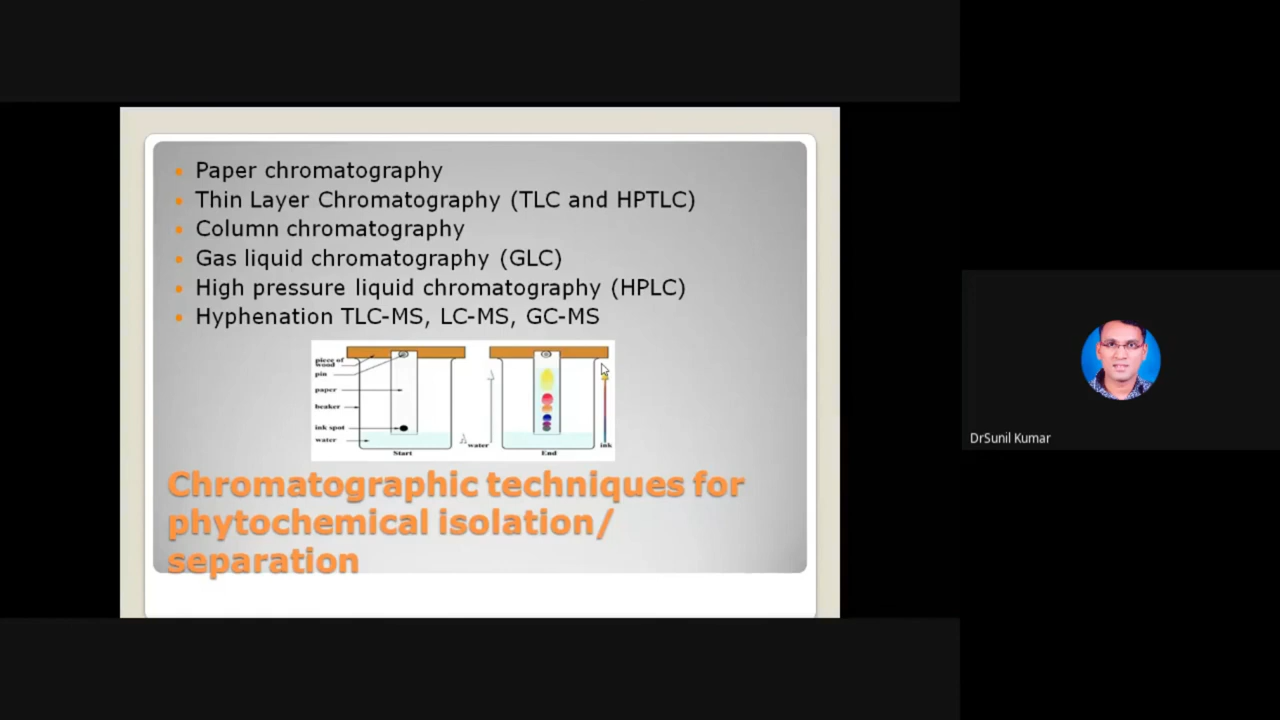 Paper chromatography
Thin Layer Chromatography (TLC and HPTLC)
Column chromatography
Gas liquid chromatography (GLC)
High pressure liquid chromatography (HPLC)
Hyphenation TLC-MS, LC-MS, GC-MS
piece of
wood
pin
paper
beaker
ink spot
water
Start
water
End
ink
Chromatographic techniques for
phytochemical isolation/
separation
DrSunil Kumar